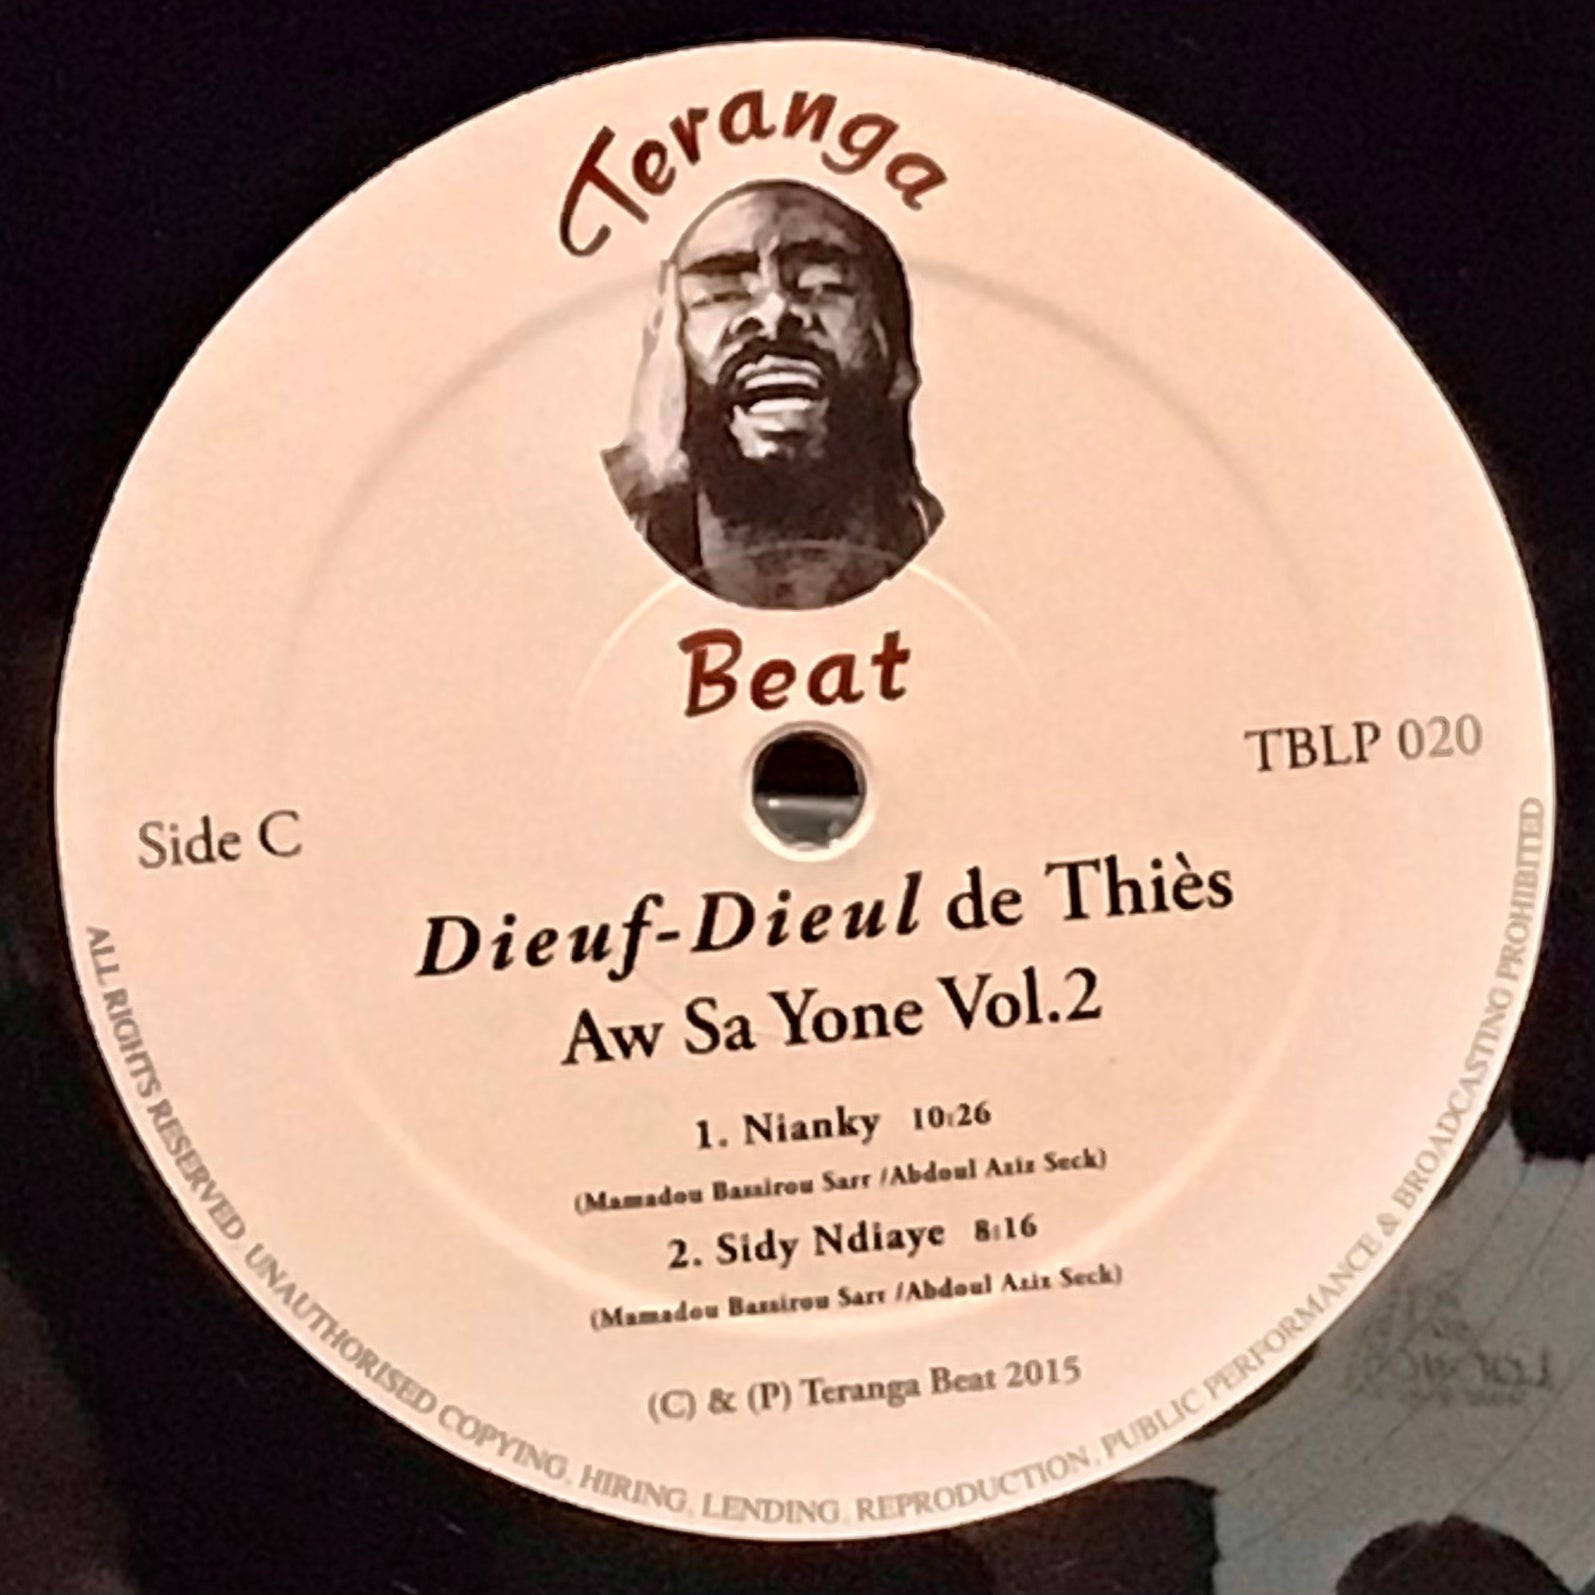 Teranga
Beat
TBLP 020
Side C
Dieuf-Dieul de Thiès
Aw Sa Yone Vol.2
1. Nianky 10:26
(Mamadou Bassirou Sarr /Abdoul Aziz Seck)
2. Sidy Ndiaye 8:16
(Mamadou Bassirou Sarr /Abdoul Aziz Seck)
(C) & (P) Teranga Beat 2015
ALL RIGHTS RESERVED. UNAUTHORISED COPYING, HIRING, LENDING, REPRODUCTION, PUBLIC PERFORMANCE & BROADCASTING PROHIBITED